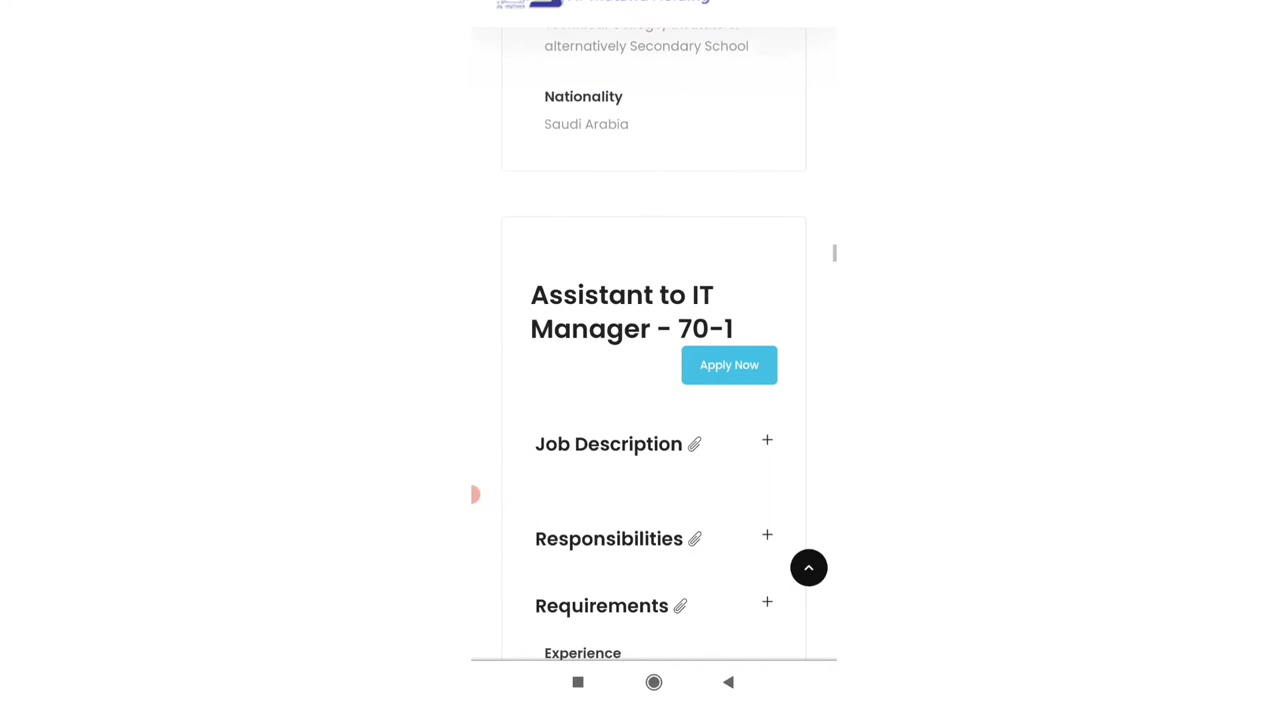 alternatively Secondary School
Nationality
Saudi Arabia
Assistant to IT
Manager - 70-1
Apply Now
Job Description
Responsibilities
Requirements
Experience